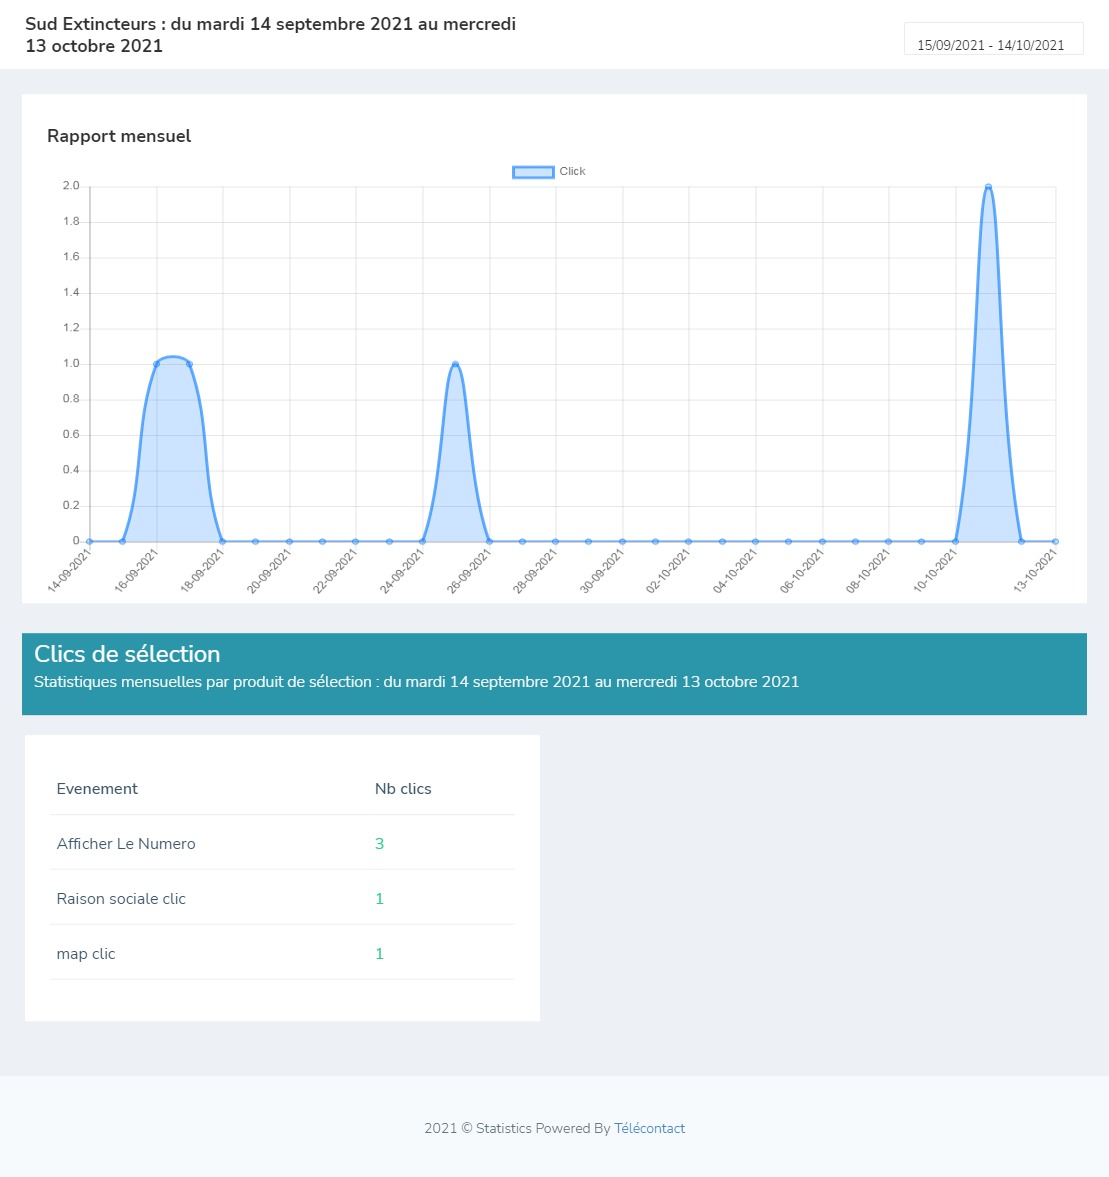 Sud Extincteurs : du mardi 14 septembre 2021 au mercredi
13 octobre 2021
15/09/2021 - 14/10/2021
Rapport mensuel
Click
2.0
1.8
1.6
1.4
1.2
1.0
0.8
0.6
0.4
0.2
0
14-09-2021 16-09-2021 18-09-2021 20-09-2021 22-09-2021 24-09-2021 26-09-2021 28-09-2021 30-09-2021 02-10-2021 04-10-2021 06-10-2021 08-10-2021 10-10-2021 13-10-2021
Clics de sélection
Statistiques mensuelles par produit de sélection : du mardi 14 septembre 2021 au mercredi 13 octobre 2021
Evenement Nb clics
Afficher Le Numero 3
Raison sociale clic 1
map clic 1
2021 © Statistics Powered By Télécontact